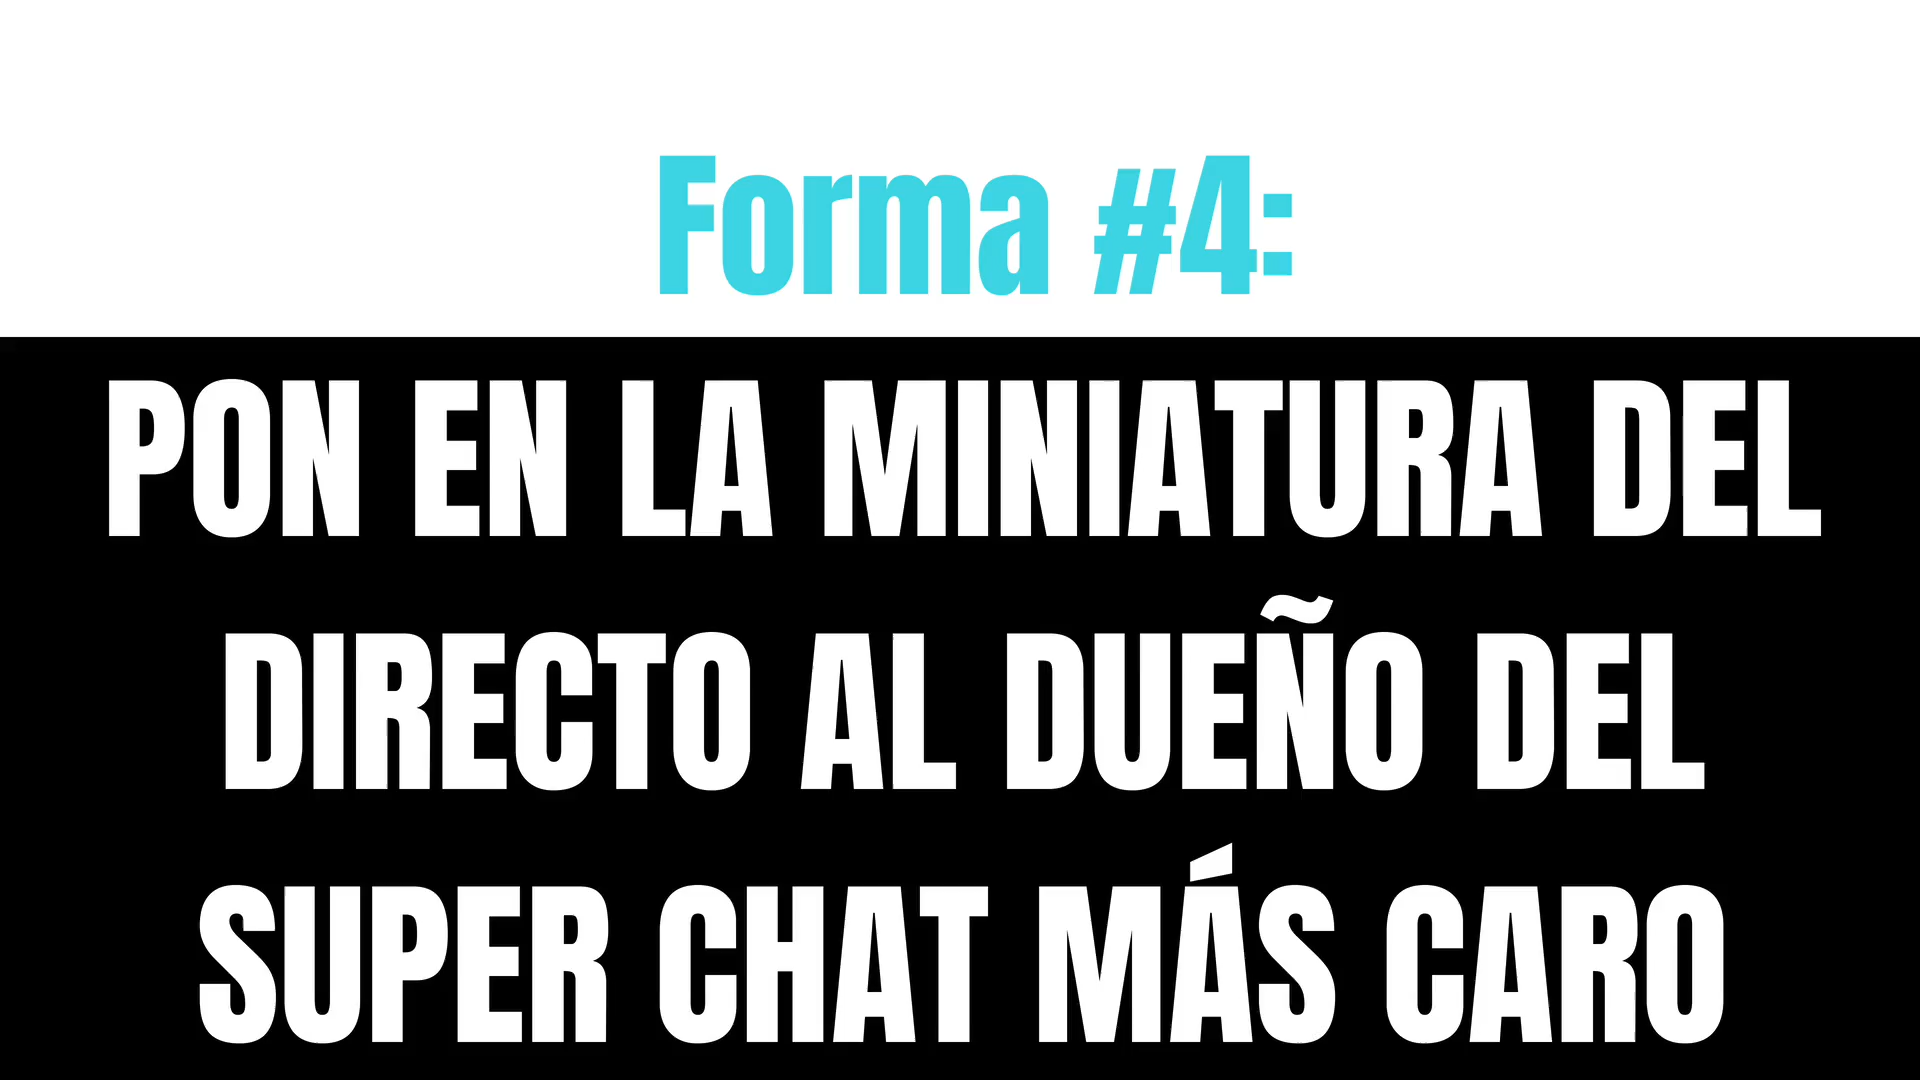 Forma #4:
PON EN LA MINIATURA DEL
DIRECTO AL DUEÑO DEL
SUPER CHAT MÁS CARO